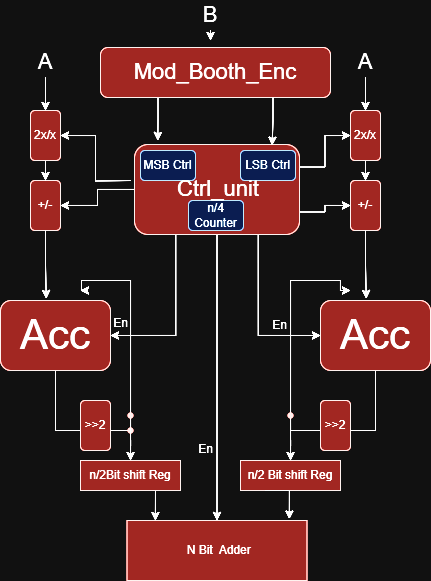 B
A
A
Mod_Booth_Enc
2x/x
2x/x
MSB Ctrl
LSB Ctrl
Ctrl_unit
+/-
+/-
n/4
Counter
Acc
En
En
Acc
>>2
>>2
En
n/2Bit shift Reg
n/2 Bit shift Reg
N Bit Adder